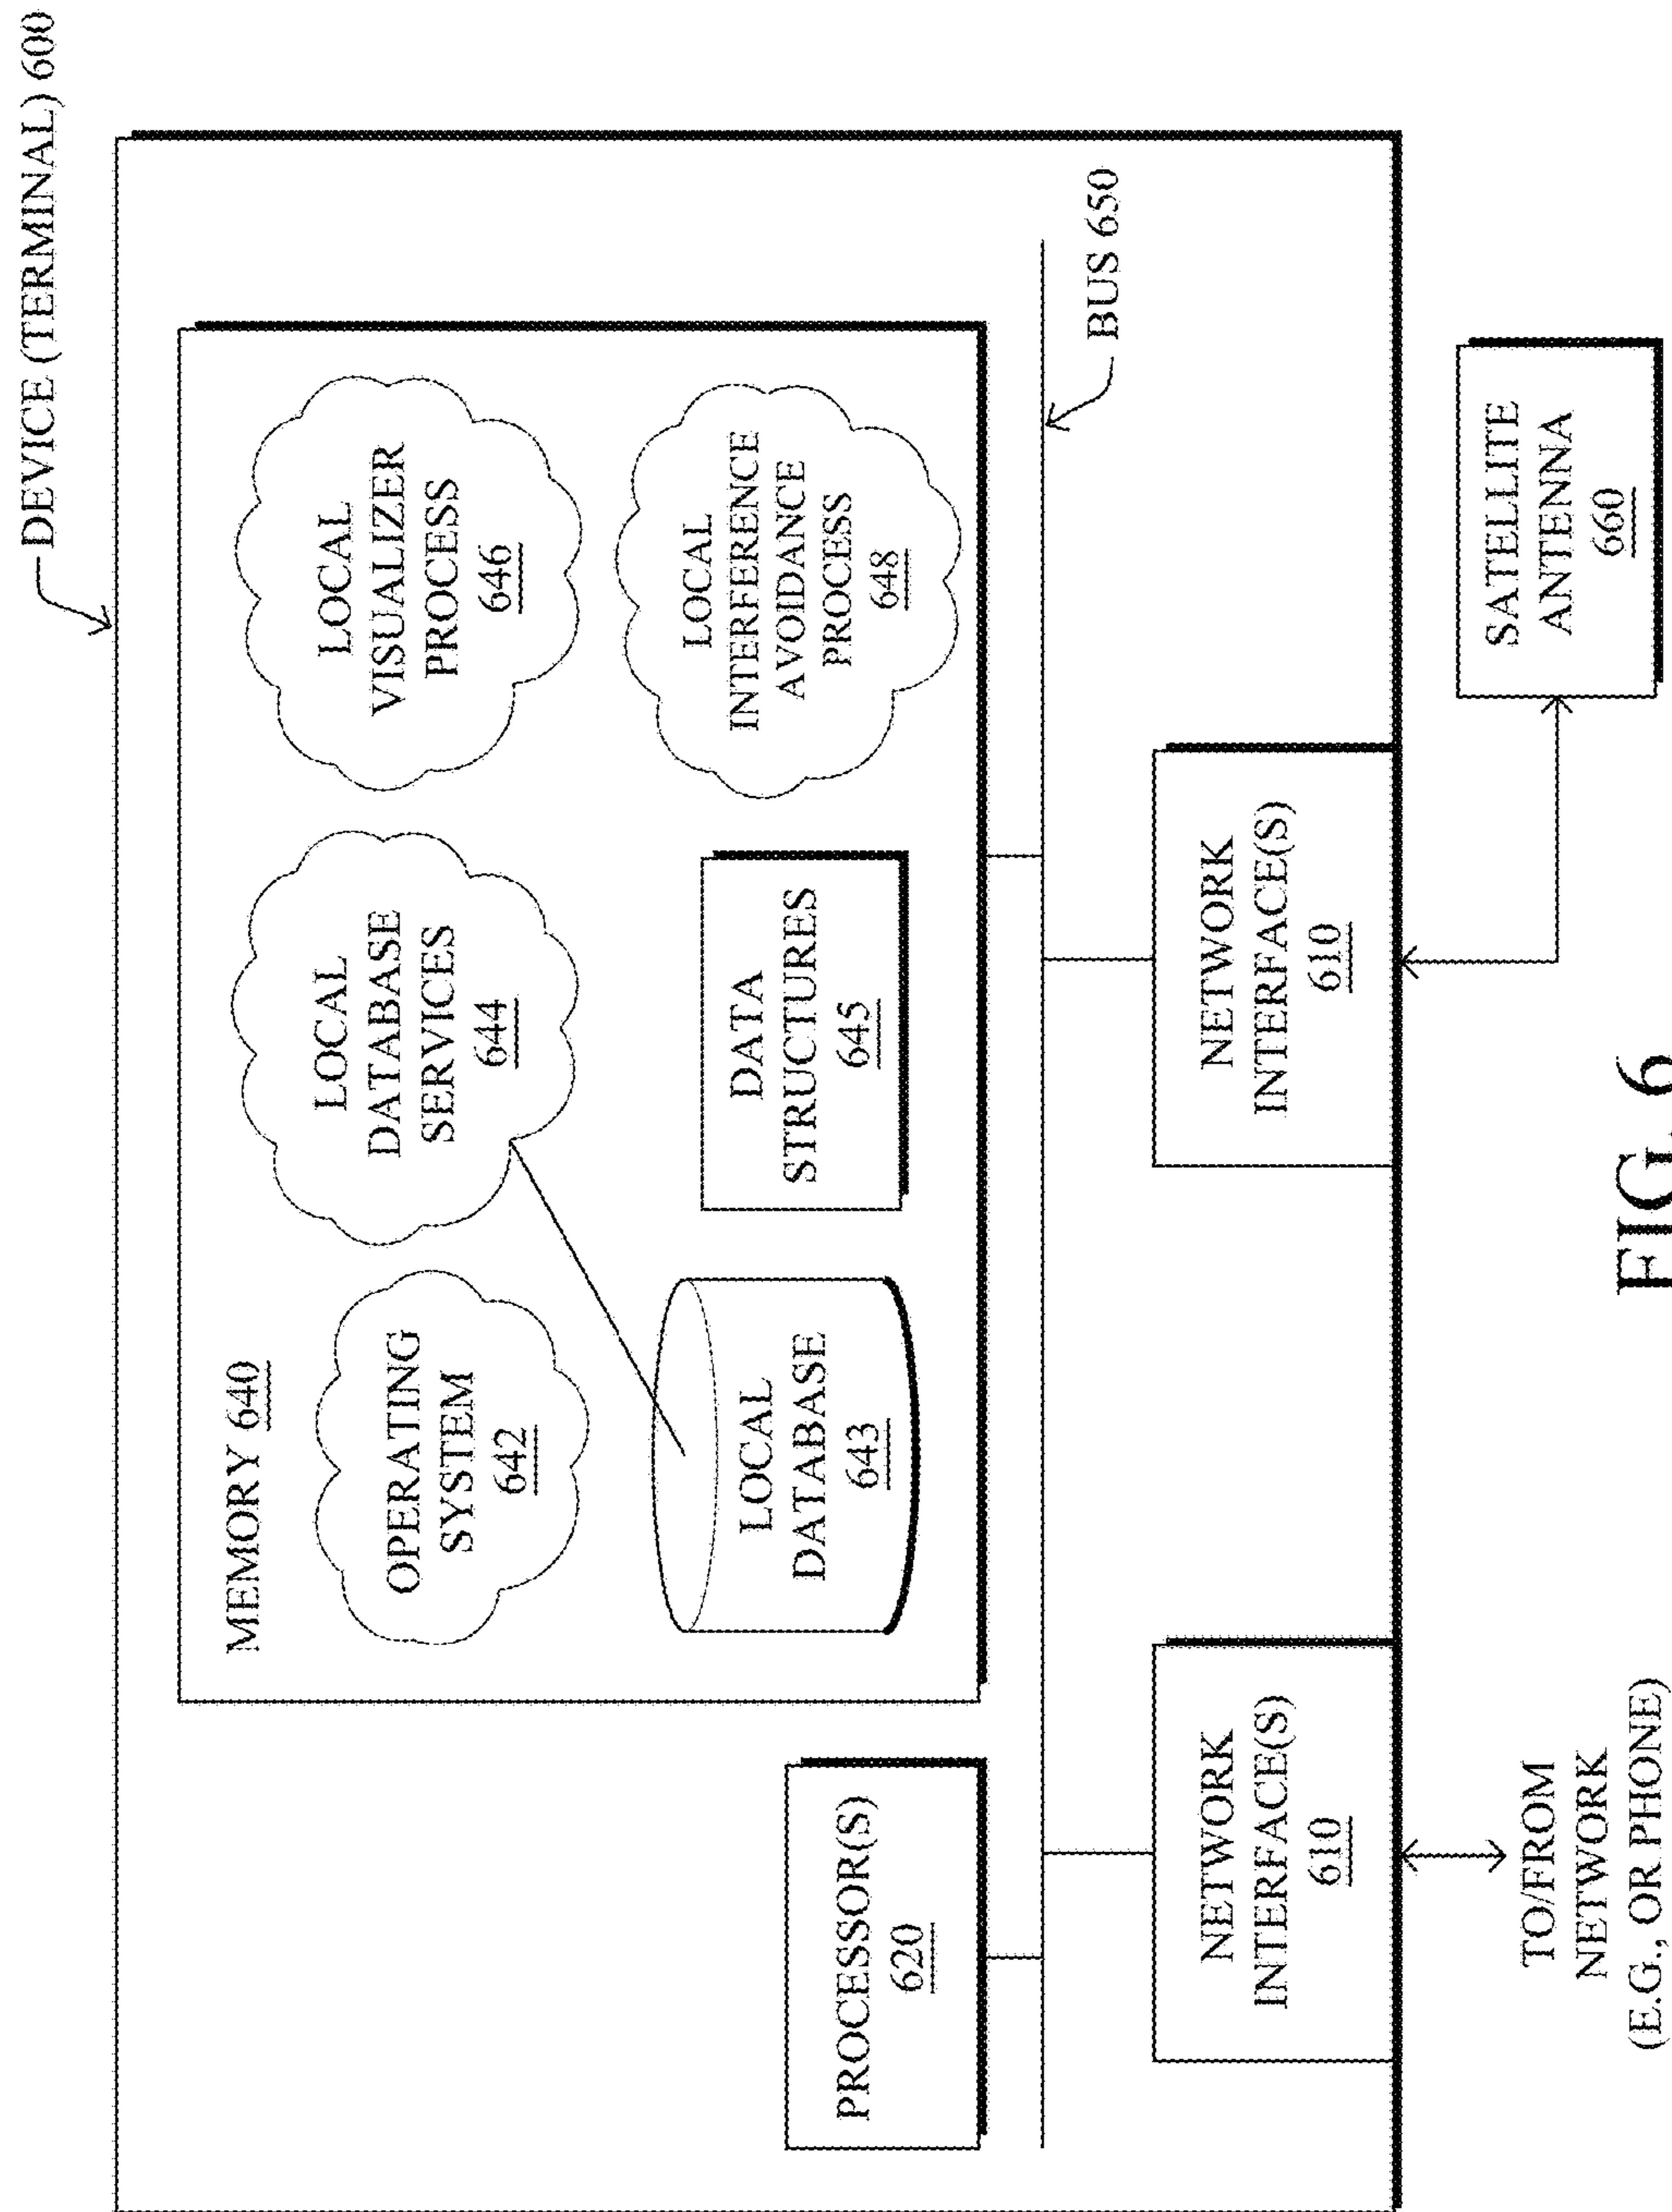 DEVICE (TERMINAL) 600
MEMORY 640
OPERATING
SYSTEM
642
LOCAL
DATABASE
SERVICES
644
LOCAL
VISUALIZER
PROCESS
646
LOCAL
DATABASE
643
DATA
STRUCTURES
645
LOCAL
INTERFERENCE
AVOIDANCE
PROCESS
648
PROCESSOR(S)
620
BUS 650
NETWORK
INTERFACE(S)
610
NETWORK
INTERFACE(S)
610
TO/FROM
NETWORK
(E.G., OR PHONE)
SATELLITE
ANTENNA
660
FIG. 6